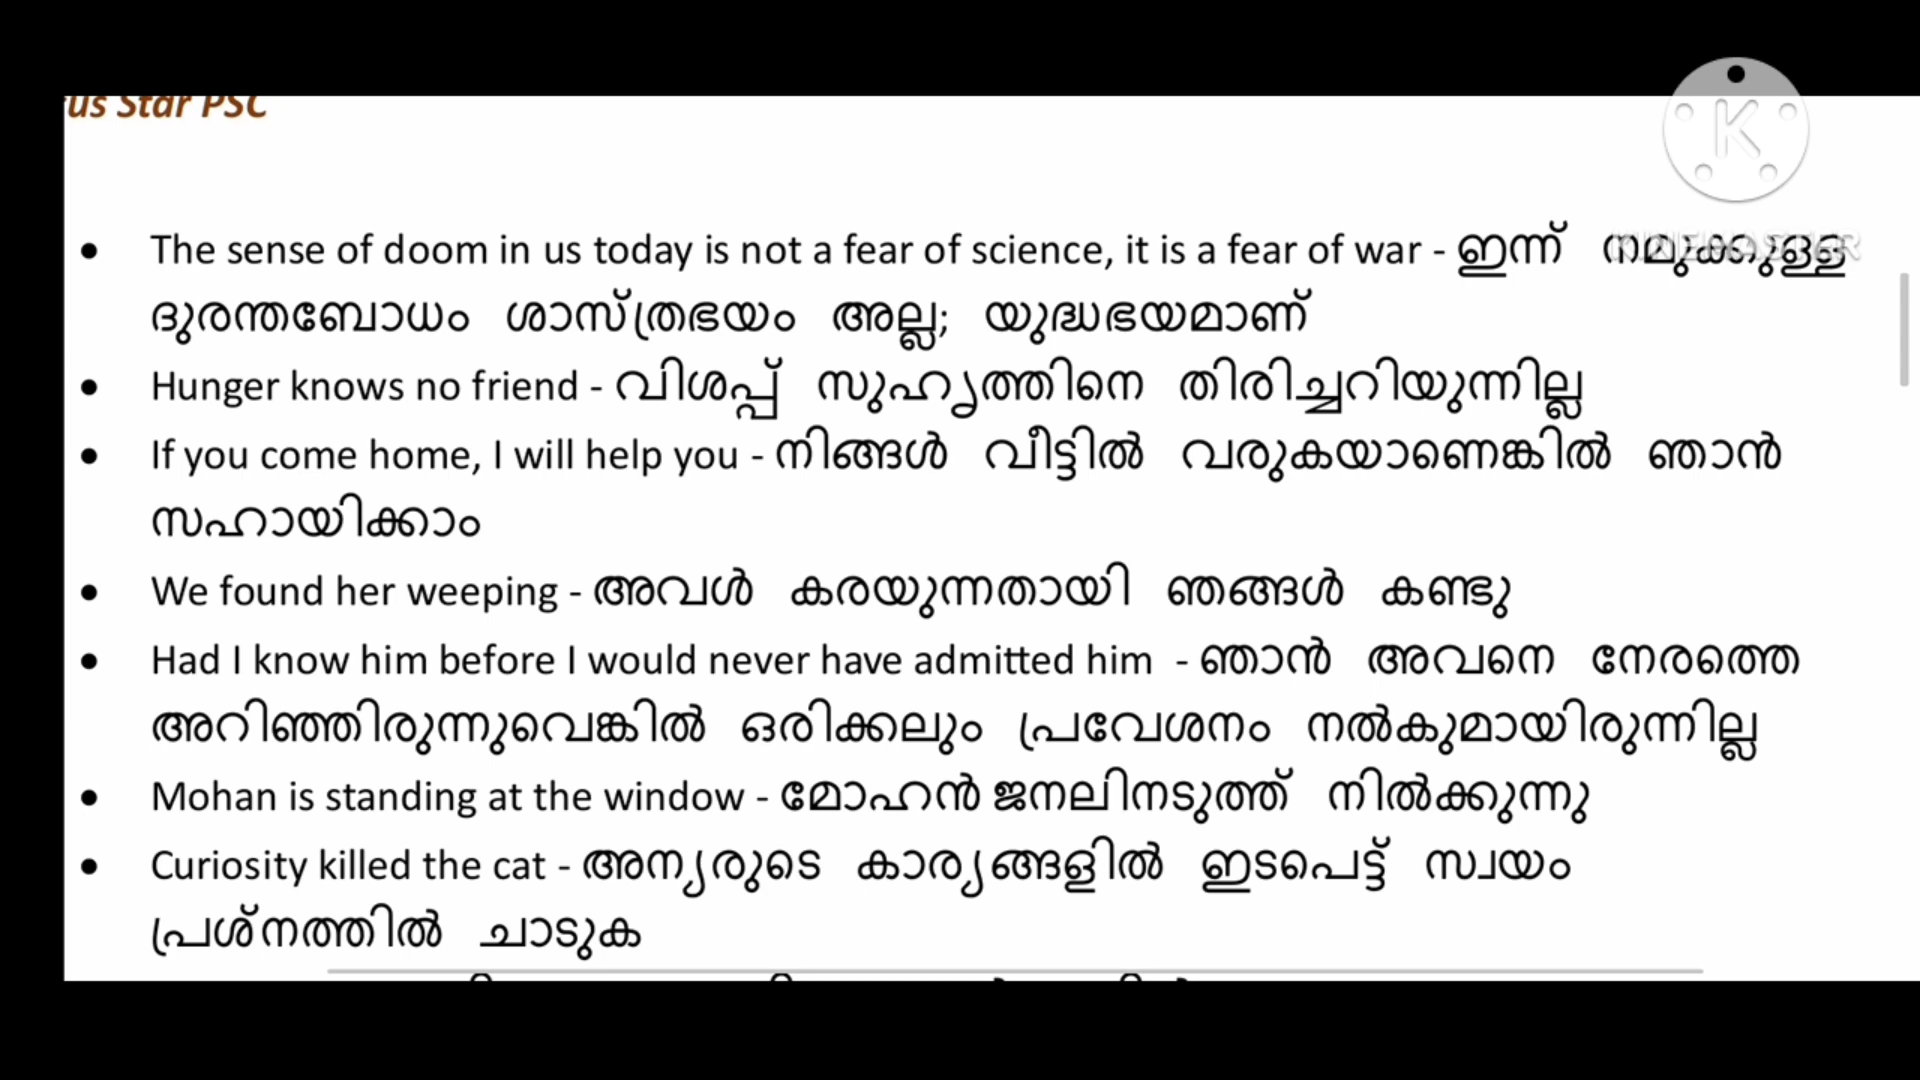 us Star PSC
K
KINEMASTER
• The sense of doom in us today is not a fear of science, it is a fear of war - ഇന്ന് നമുക്കുള്ള
ദുരന്തബോധം ശാസ്ത്രഭയം അല്ല; യുദ്ധഭയമാണ്
• Hunger knows no friend - വിശപ്പ് സുഹൃത്തിനെ തിരിച്ചറിയുന്നില്ല
• If you come home, I will help you - നിങ്ങൾ വീട്ടിൽ വരുകയാണെങ്കിൽ ഞാൻ
സഹായിക്കാം
• We found her weeping - അവൾ കരയുന്നതായി ഞങ്ങൾ കണ്ടു
• Had I know him before I would never have admitted him - ഞാൻ അവനെ നേരത്തെ
അറിഞ്ഞിരുന്നുവെങ്കിൽ ഒരിക്കലും പ്രവേശനം നൽകുമായിരുന്നില്ല
• Mohan is standing at the window - മോഹൻ ജനലിനടുത്ത് നിൽക്കുന്നു
• Curiosity killed the cat - അന്യരുടെ കാര്യങ്ങളിൽ ഇടപെട്ട് സ്വയം
പ്രശ്നത്തിൽ ചാടുക